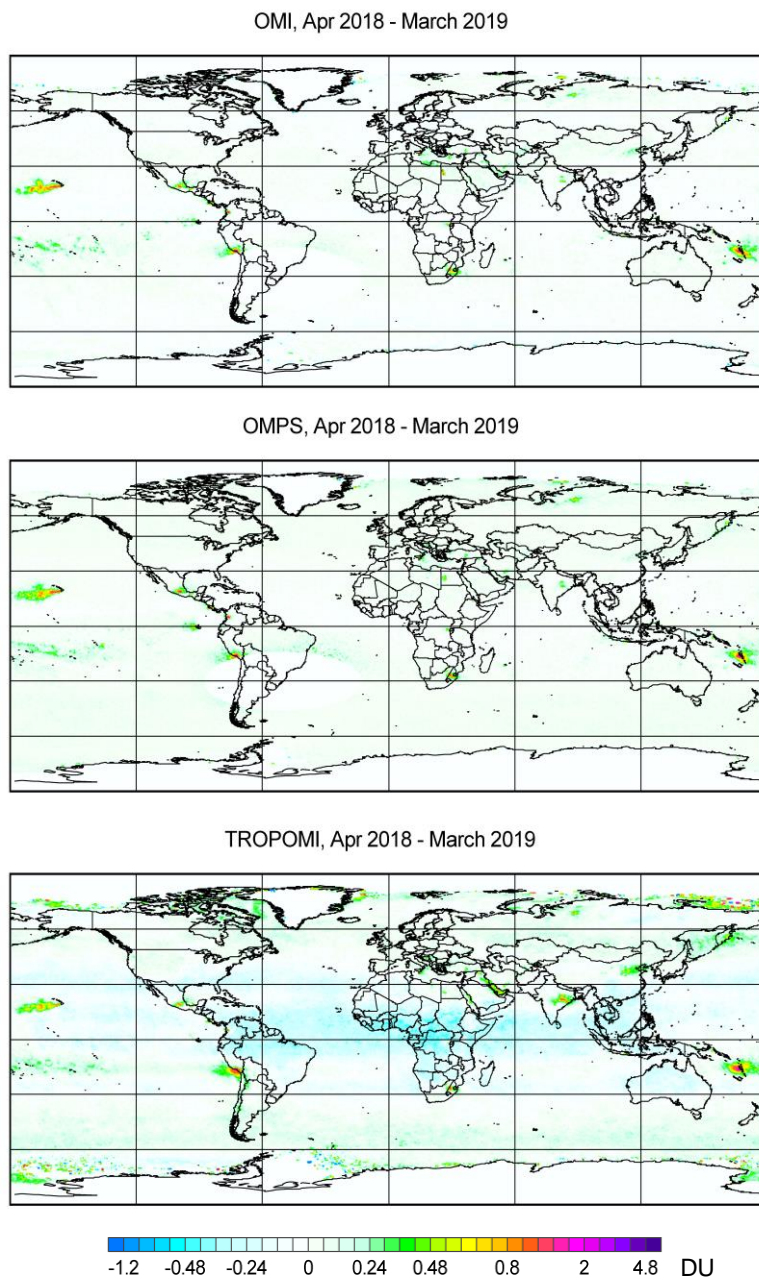 OMI, Apr 2018 - March 2019
OMPS, Apr 2018 - March 2019
TROPOMI, Apr 2018 - March 2019
-1.2 -0.48 -0.24 0 0.24 0.48 0.8 2 4.8 DU